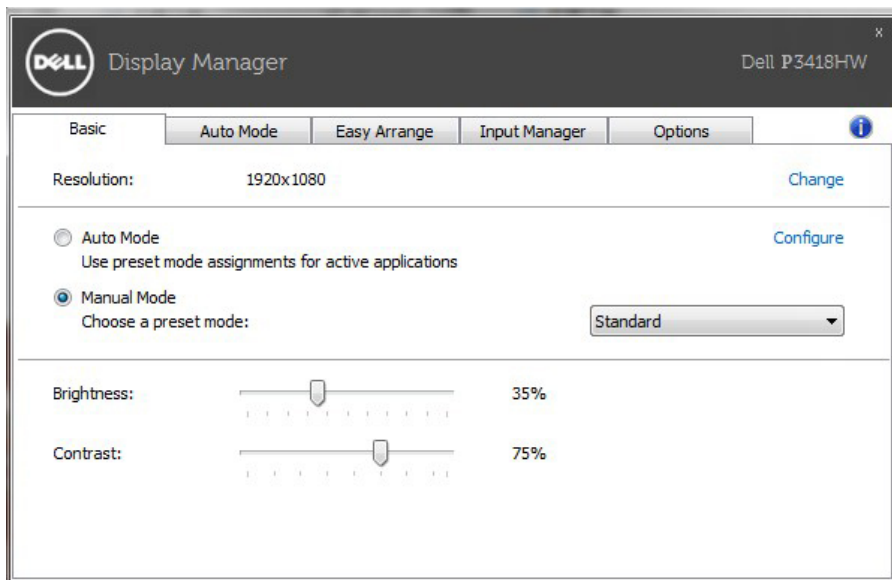 DELL Display Manager Dell P3418HW x
Basic Auto Mode Easy Arrange Input Manager Options i
Resolution: 1920x1080 Change
Auto Mode Configure
Use preset mode assignments for active applications
Manual Mode
Choose a preset mode: Standard
Brightness: 35%
Contrast: 75%